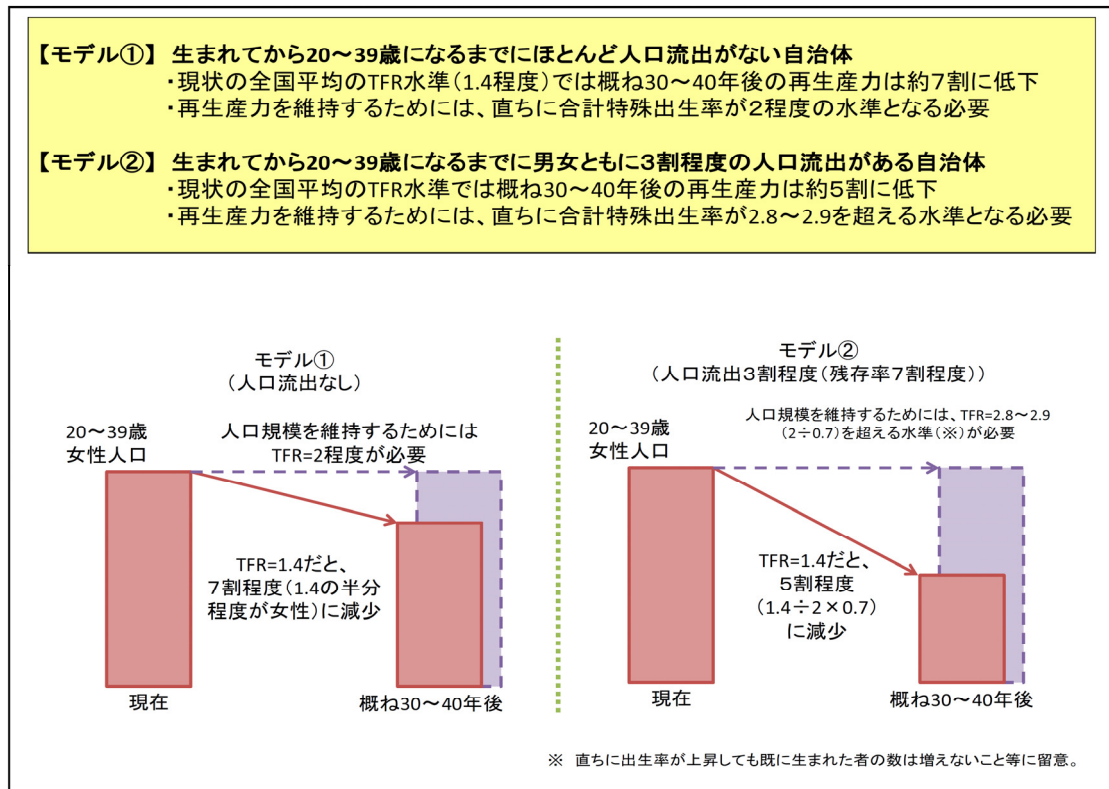 【モデル①】 生まれてから20～39歳になるまでにほとんど人口流出がない自治体
・現状の全国平均のTFR水準（1.4程度）では概ね30～40年後の再生産力は約７割に低下
・再生産力を維持するためには、直ちに合計特殊出生率が２程度の水準となる必要
【モデル②】 生まれてから20～39歳になるまでに男女ともに３割程度の人口流出がある自治体
・現状の全国平均のTFR水準では概ね30～40年後の再生産力は約５割に低下
・再生産力を維持するためには、直ちに合計特殊出生率が2.8～2.9を超える水準となる必要
モデル①
（人口流出なし）
20～39歳
女性人口
人口規模を維持するためには
TFR=2程度が必要
TFR=1.4だと、
７割程度（1.4の半分
程度が女性）に減少
現在
概ね30～40年後
モデル②
（人口流出３割程度（残存率７割程度））
20～39歳
女性人口
人口規模を維持するためには、TFR=2.8～2.9
（2÷0.7）を超える水準（※）が必要
TFR=1.4だと、
５割程度
（1.4÷2×0.7）
に減少
現在
概ね30～40年後
※ 直ちに出生率が上昇しても既に生まれた者の数は増えないこと等に留意。